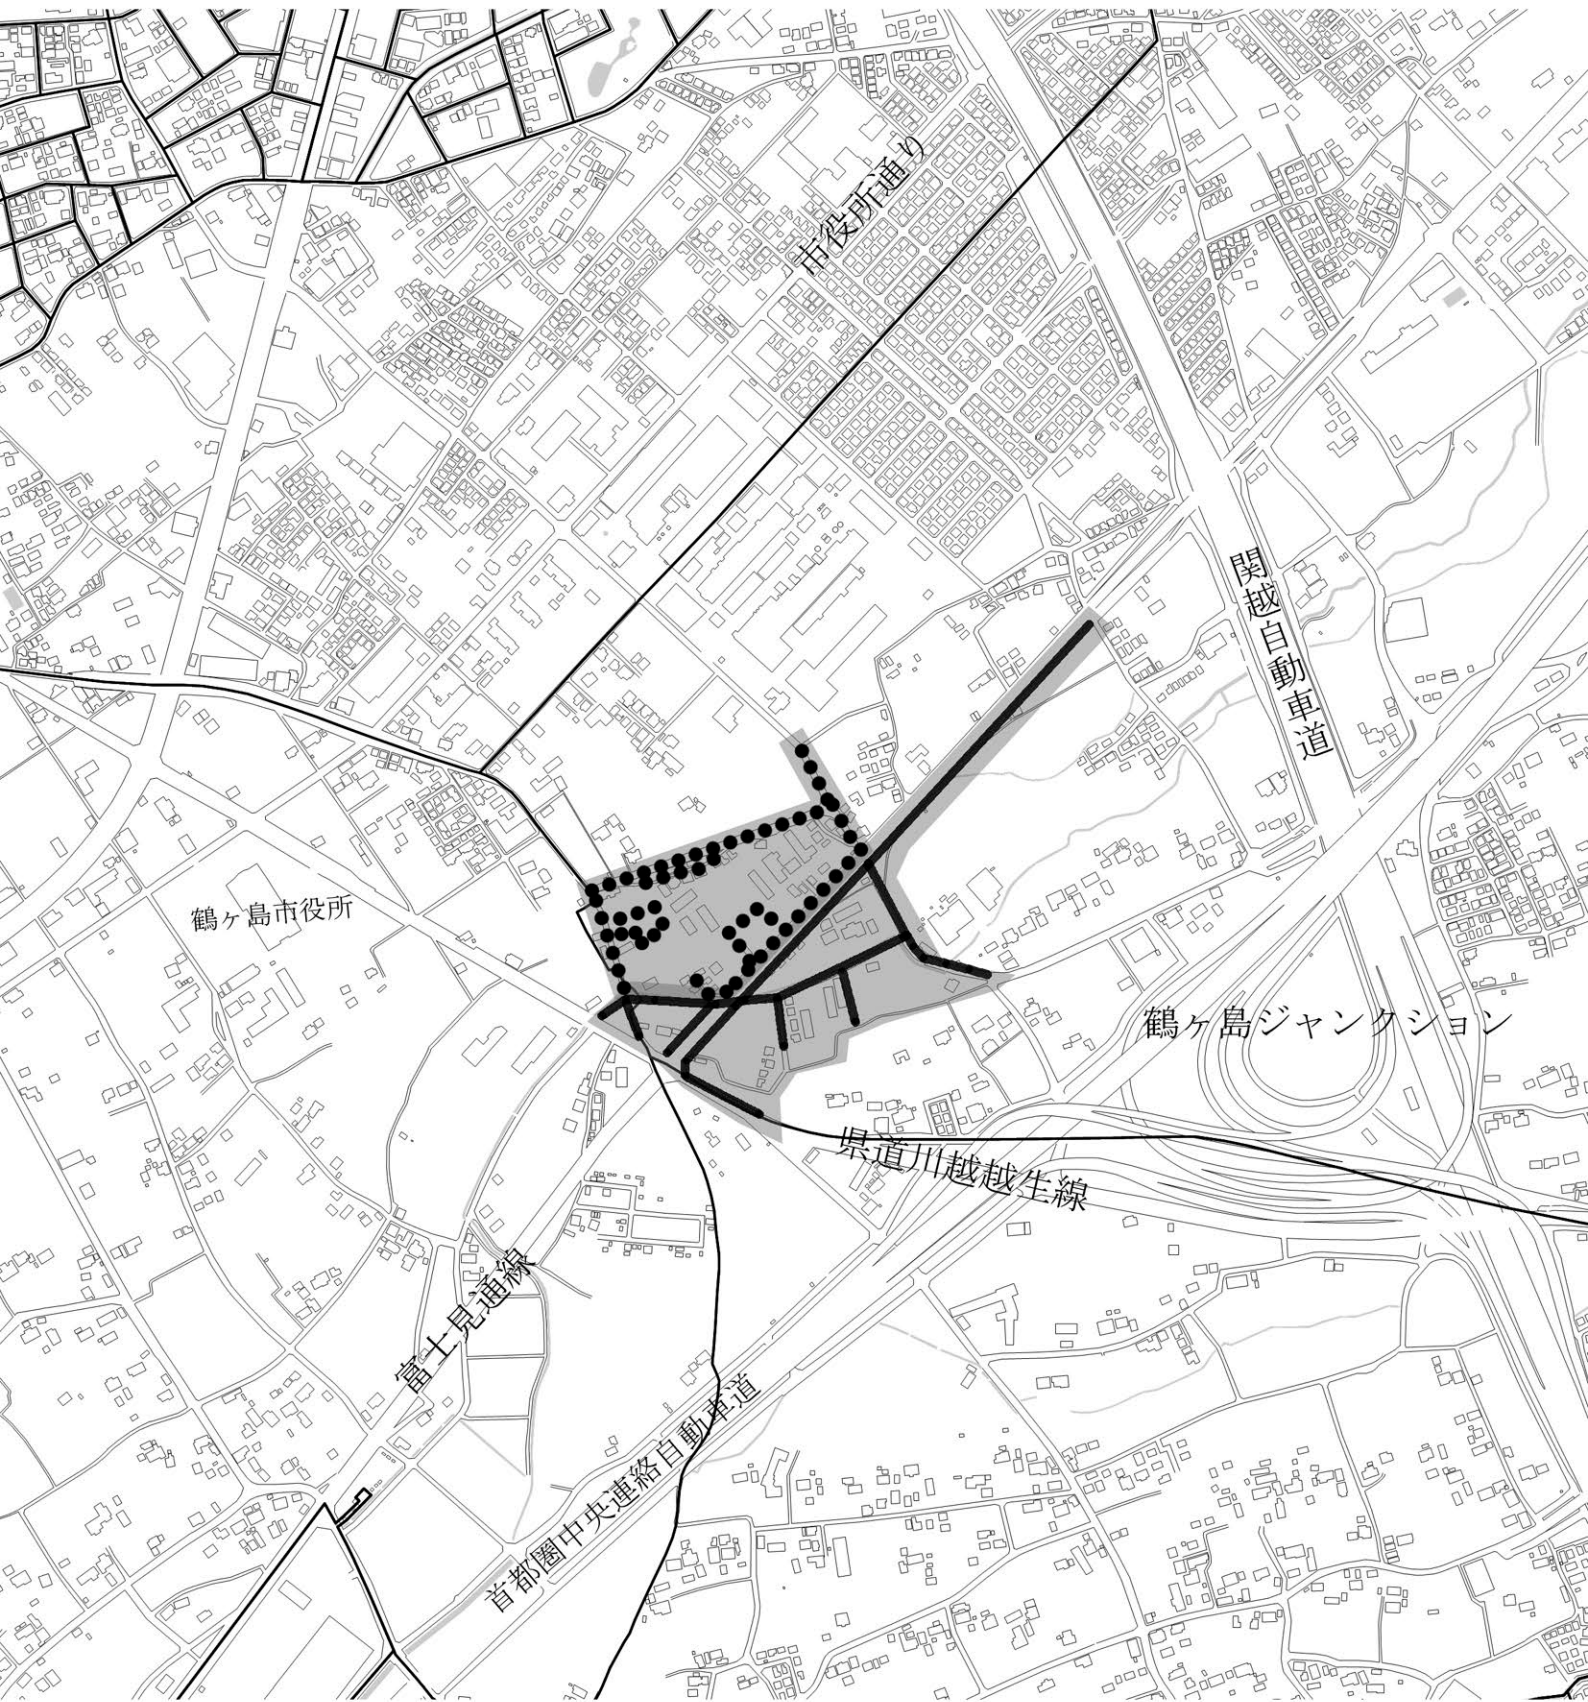 市役所通り
関越自動車道
鶴ヶ島市役所
鶴ヶ島ジャンクション
県道川越越生線
富士見通線
首都圏中央連絡自動車道